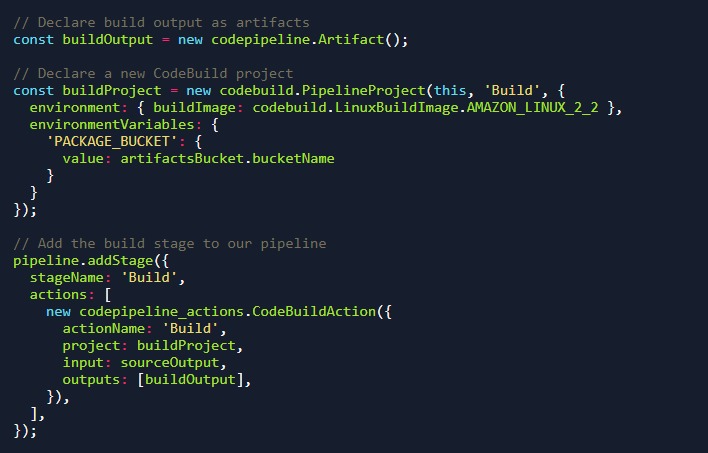 // Declare build output as artifacts
const buildOutput = new codepipeline.Artifact();

// Declare a new CodeBuild project
const buildProject = new codebuild.PipelineProject(this, 'Build', {
  environment: { buildImage: codebuild.LinuxBuildImage.AMAZON_LINUX_2_2 },
  environmentVariables: {
    'PACKAGE_BUCKET': {
      value: artifactsBucket.bucketName
    }
  }
});

// Add the build stage to our pipeline
pipeline.addStage({
  stageName: 'Build',
  actions: [
    new codepipeline_actions.CodeBuildAction({
      actionName: 'Build',
      project: buildProject,
      input: sourceOutput,
      outputs: [buildOutput],
    }),
  ],
});